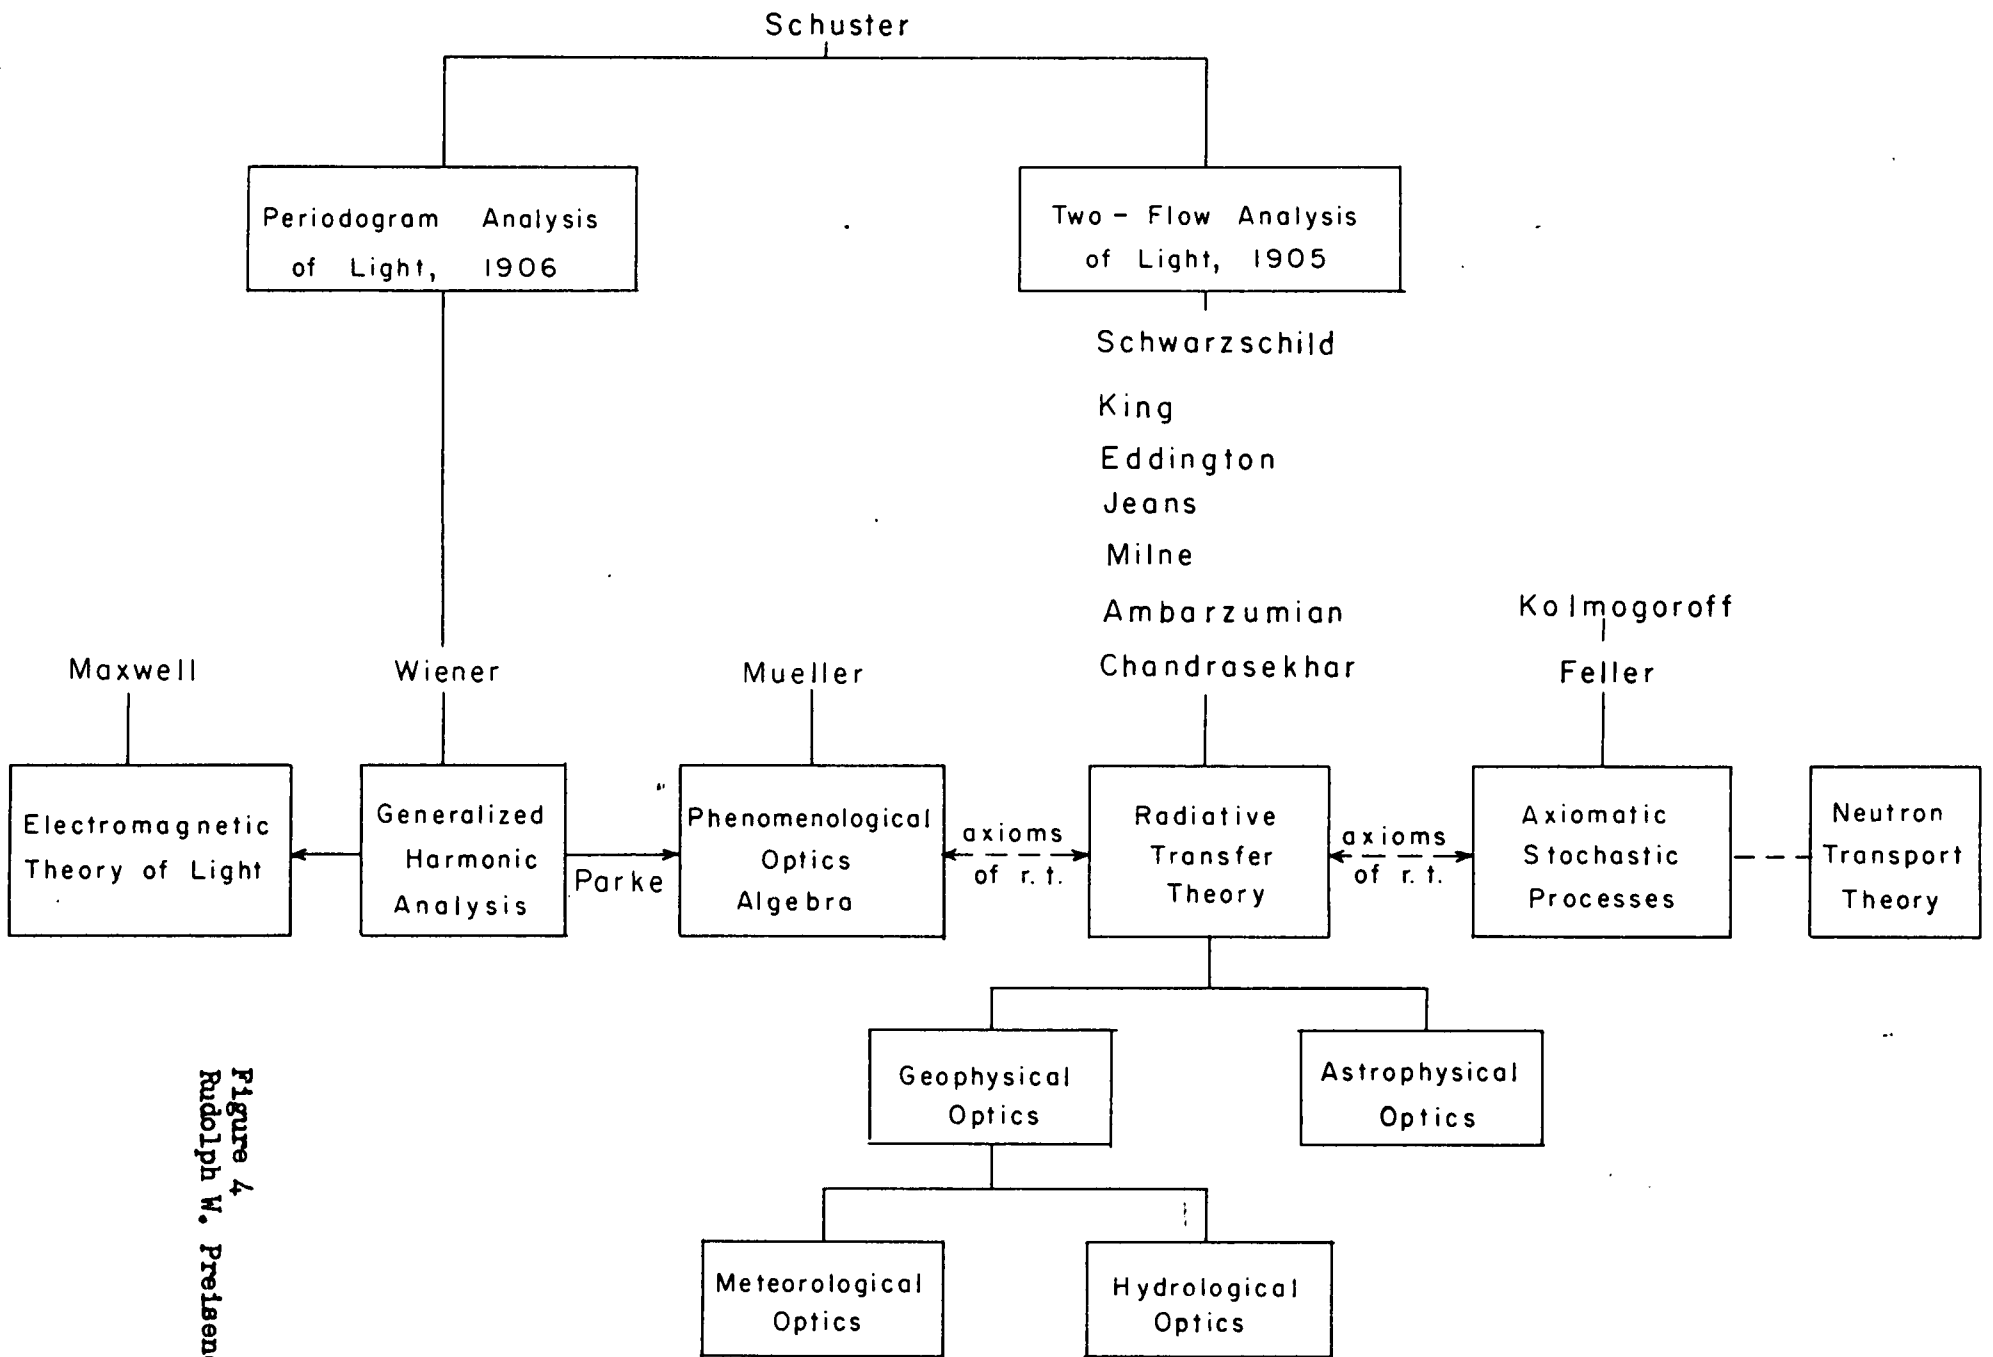 Schuster
Periodogram Analysis
of Light, 1906
Two - Flow Analysis
of Light, 1905
Schwarzschild
King
Eddington
Jeans
Milne
Ambarzumian
Chandrasekhar
Kolmogoroff
Feller
Maxwell
Wiener
Mueller
Electromagnetic
Theory of Light
Generalized
Harmonic
Analysis
Parke
Phenomenological
Optics
Algebra
axioms
of r. t.
Radiative
Transfer
Theory
axioms
of r. t.
Axiomatic
Stochastic
Processes
Neutron
Transport
Theory
Geophysical
Optics
Astrophysical
Optics
Meteorological
Optics
Hydrological
Optics
Figure 4
Rudolph W.